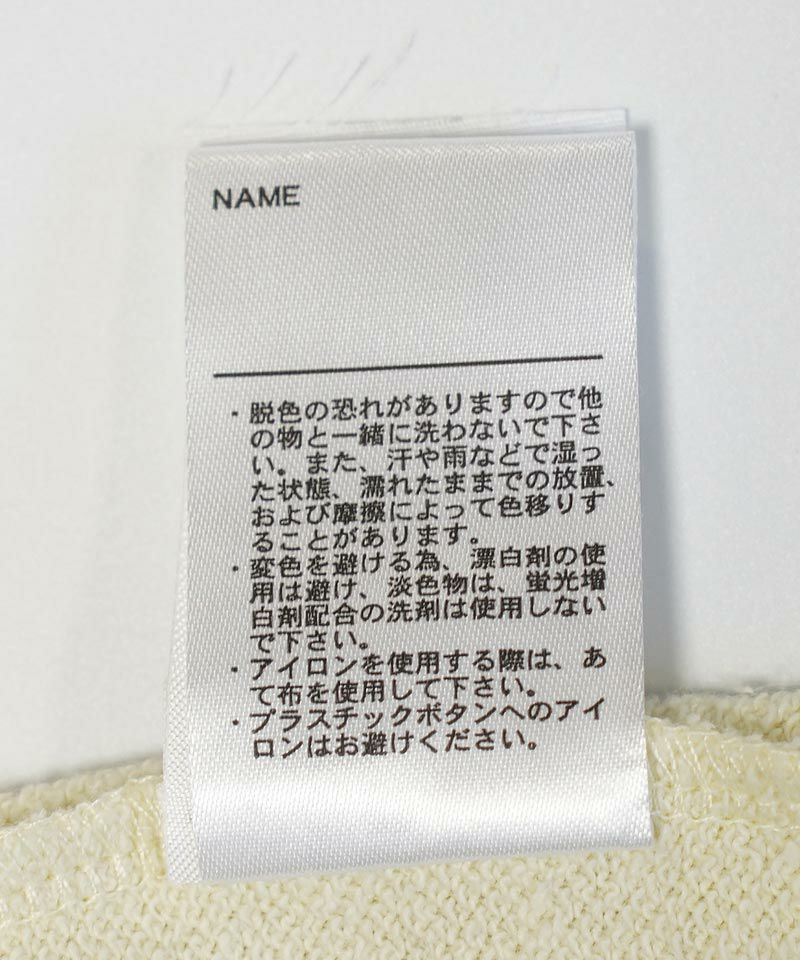 NAME
・脱色の恐れがありますので他
の物と一緒に洗わないで下さ
い。また、汗や雨などで湿っ
た状態、濡れたままでの放置、
および摩擦によって色移りす
ることがあります。
・変色を避ける為、漂白剤の使
用は避け、淡色物は、蛍光増
白剤配合の洗剤は使用しない
で下さい。
・アイロンを使用する際は、あ
て布を使用して下さい。
・プラスチックボタンへのアイ
ロンはお避けください。